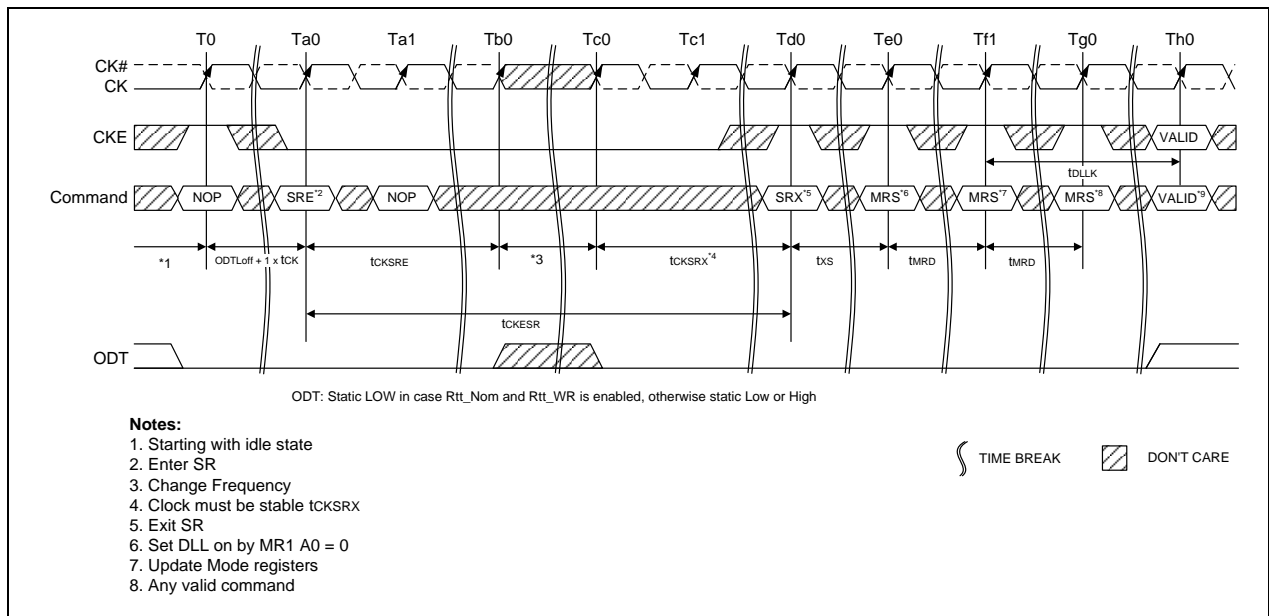 T0 Ta0 Ta1 Tb0 Tc0 Tc1 Td0 Te0 Tf1 Tg0 Th0
CK#
CK
CKE
VALID
tDLLK
Command
NOP SRE*2 NOP SRX*5 MRS*6 MRS*7 MRS*8 VALID*9
*1 ODTLoff + 1 x tCK tCKSRE *3 tCKSRX*4 tXS tMRD tMRD
tCKESR
ODT
ODT: Static LOW in case Rtt_Nom and Rtt_WR is enabled, otherwise static Low or High
Notes:
1. Starting with idle state
2. Enter SR
3. Change Frequency
4. Clock must be stable tCKSRX
5. Exit SR
6. Set DLL on by MR1 A0 = 0
7. Update Mode registers
8. Any valid command
TIME BREAK DON'T CARE